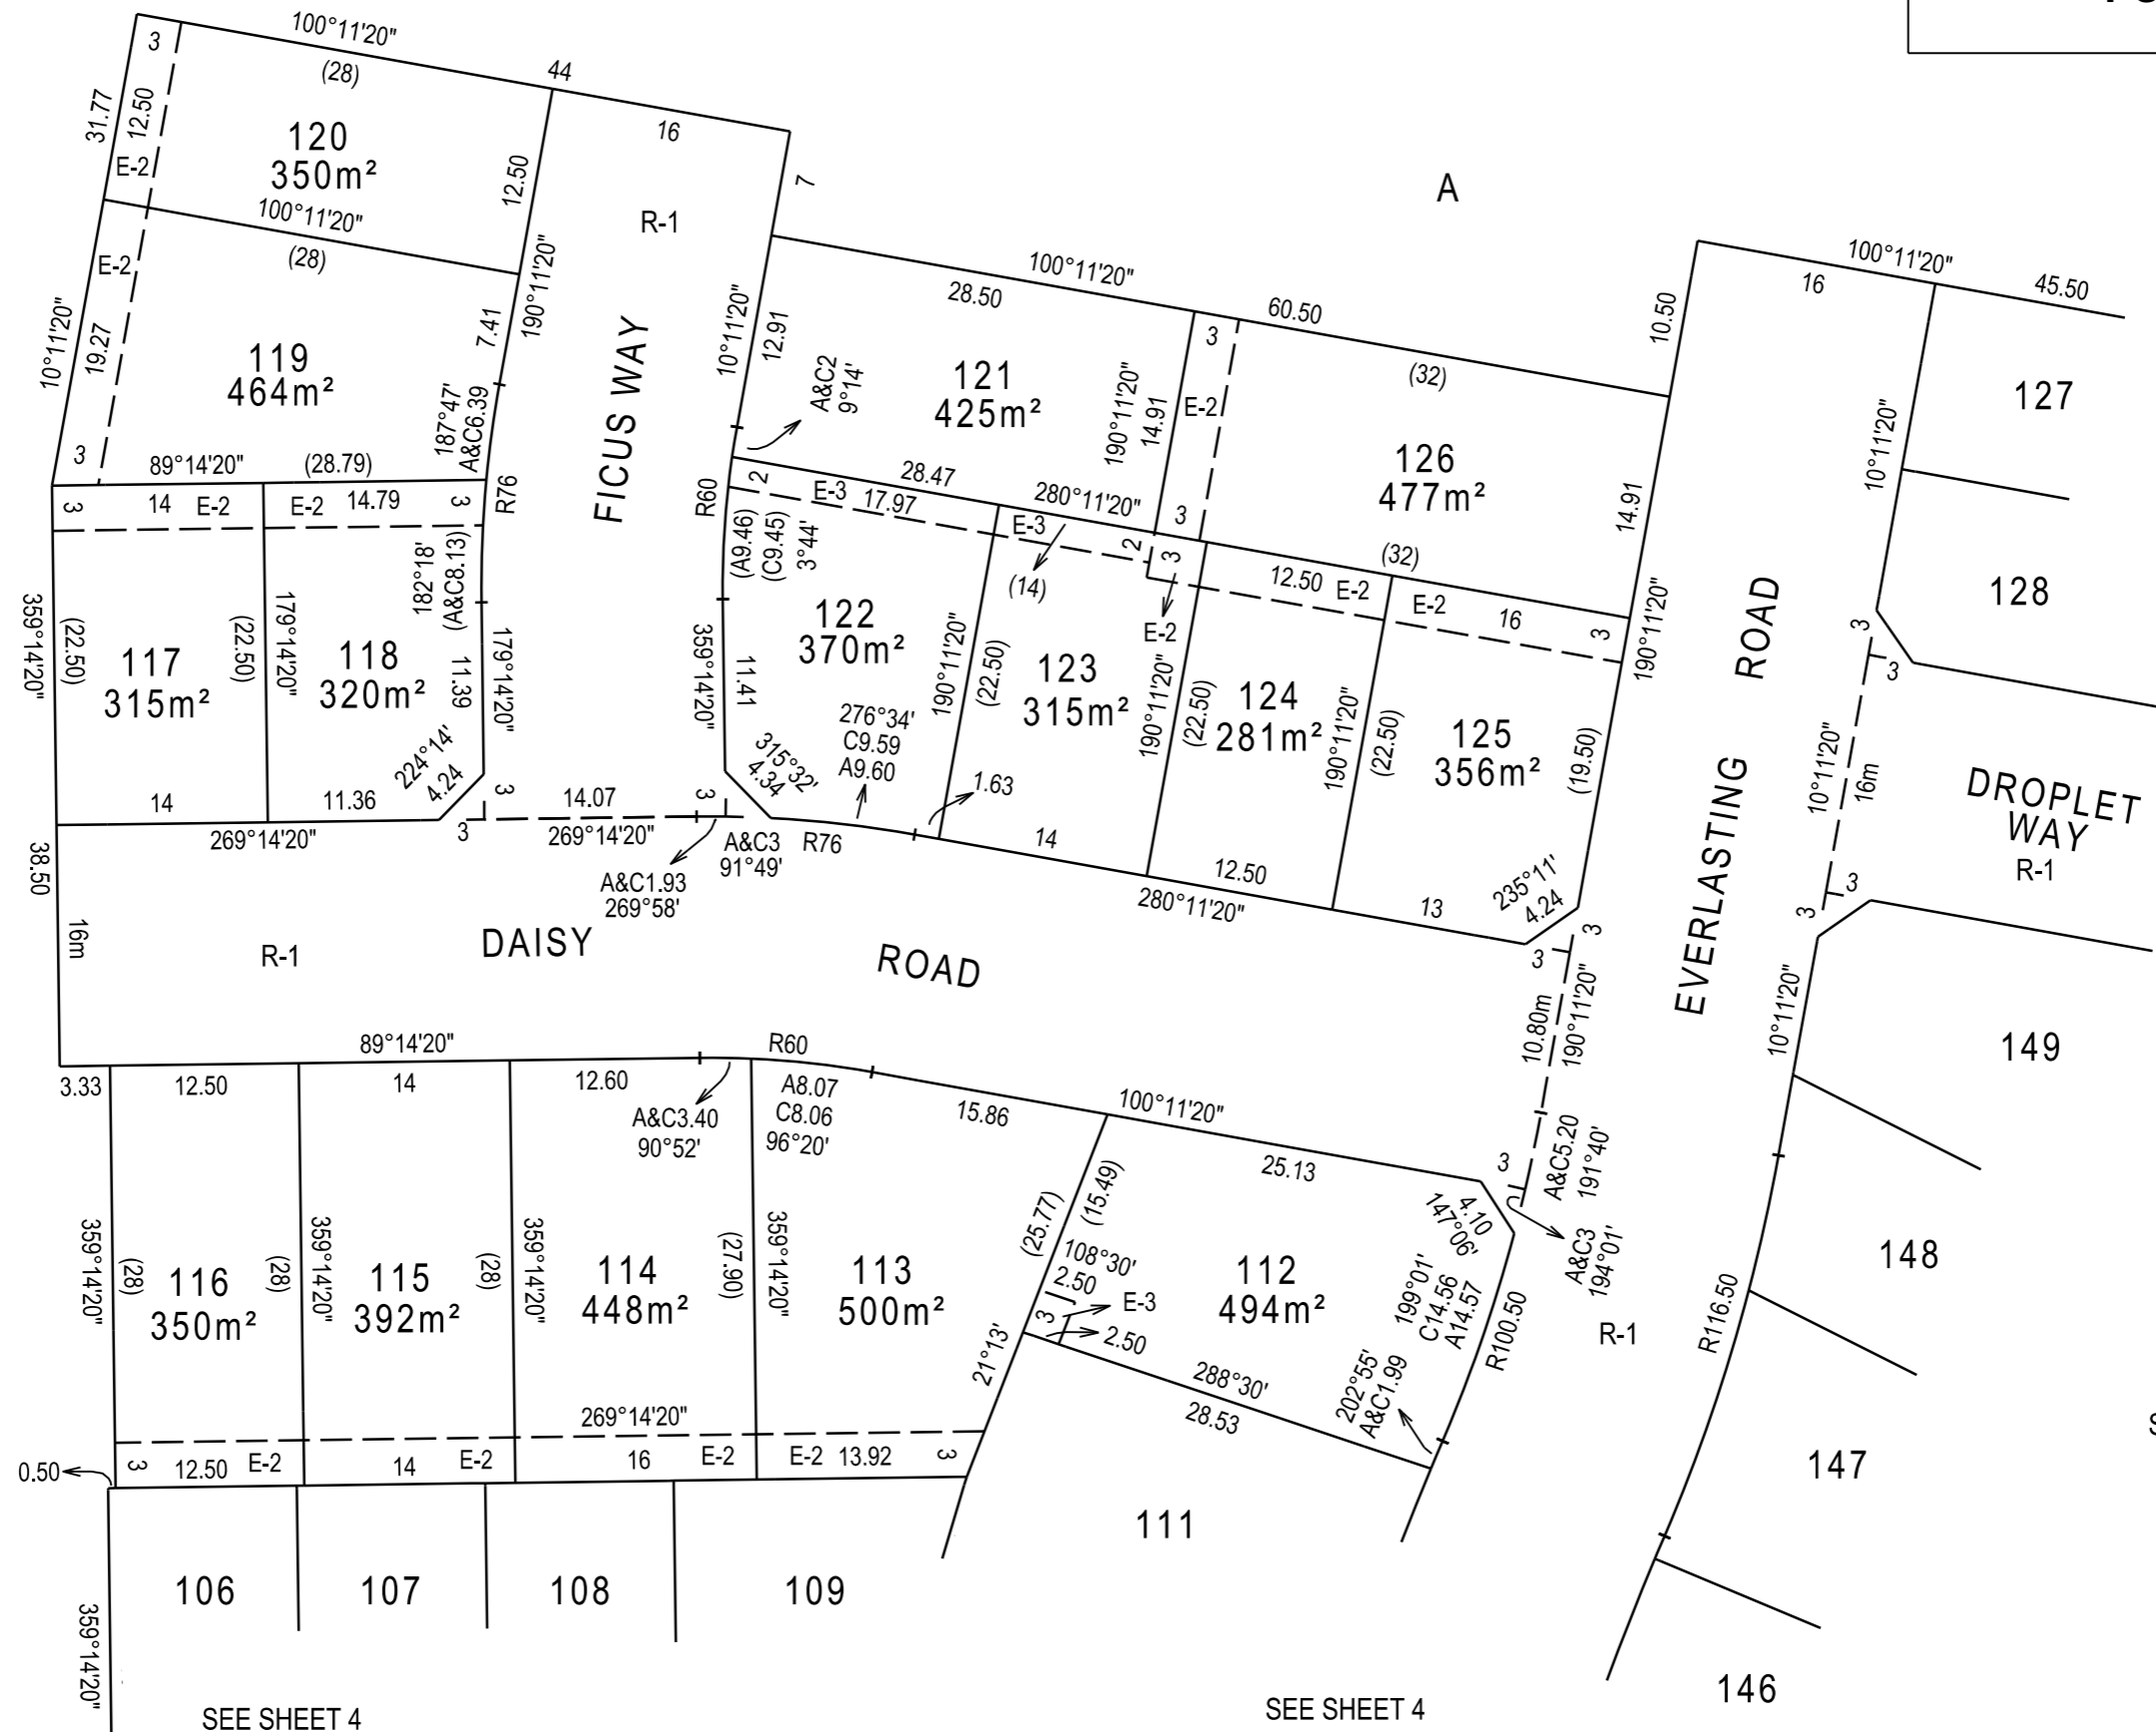 100°11'20"
(28)
44
16
3
31.77
12.50
E-2
120
350m²
12.50
100°11'20"
(28)
R-1
7
A
E-2
10°11'20"
19.27
119
464m²
7.41
190°11'20"
187°47'
A&C6.39
3
89°14'20"
(28.79)
FICUS WAY
10°11'20"
12.91
A&C2
9°14'
100°11'20"
28.50
60.50
121
425m²
190°11'20"
14.91
3
E-2
(32)
126
477m²
10.50
14.91
100°11'20"
16
45.50
127
10°11'20"
128
3
3
3
14
E-2
E-2
14.79
3
R76
R60
2
E-3
17.97
28.47
280°11'20"
3
(A9.46)
(C9.45)
3°44'
E-3
(14)
2
3
E-2
12.50
E-2
(32)
E-2
16
3
190°11'20"
359°14'20"
(22.50)
117
315m²
(22.50)
179°14'20"
182°18'
(A&C8.13)
118
320m²
11.39
179°14'20"
224°14'
4.24
359°14'20"
11.41
122
370m²
315°32'
4.34
276°34'
C9.59
A9.60
190°11'20"
(22.50)
123
315m²
190°11'20"
(22.50)
124
281m²
190°11'20"
(22.50)
125
356m²
(19.50)
235°11'
4.24
EVERLASTING ROAD
10°11'20"
16m
DROPLET
WAY
R-1
3
3
14
11.36
269°14'20"
3
3
14.07
269°14'20"
3
A&C3
91°49'
R76
1.63
14
12.50
280°11'20"
13
3
3
A&C1.93
269°58'
38.50
16m
R-1
DAISY ROAD
10.80m
190°11'20"
10°11'20"
149
3.33
89°14'20"
12.50
14
12.60
R60
A&C3.40
90°52'
A8.07
C8.06
96°20'
15.86
100°11'20"
25.13
3
A&C5.20
191°40'
A&C3
194°01'
4.10
147°06'
359°14'20"
(28)
116
350m²
(28)
359°14'20"
115
392m²
(28)
359°14'20"
114
448m²
(27.90)
359°14'20"
113
500m²
(25.77)
(15.49)
108°30'
2.50
3
E-3
2.50
112
494m²
199°01'
C14.56
A14.57
R100.50
21°13'
288°30'
28.53
202°55'
A&C1.99
R-1
R116.50
148
147
269°14'20"
0.50
3
12.50
E-2
14
E-2
16
E-2
E-2
13.92
3
106
107
108
109
111
146
359°14'20"
SEE SHEET 4
SEE SHEET 4